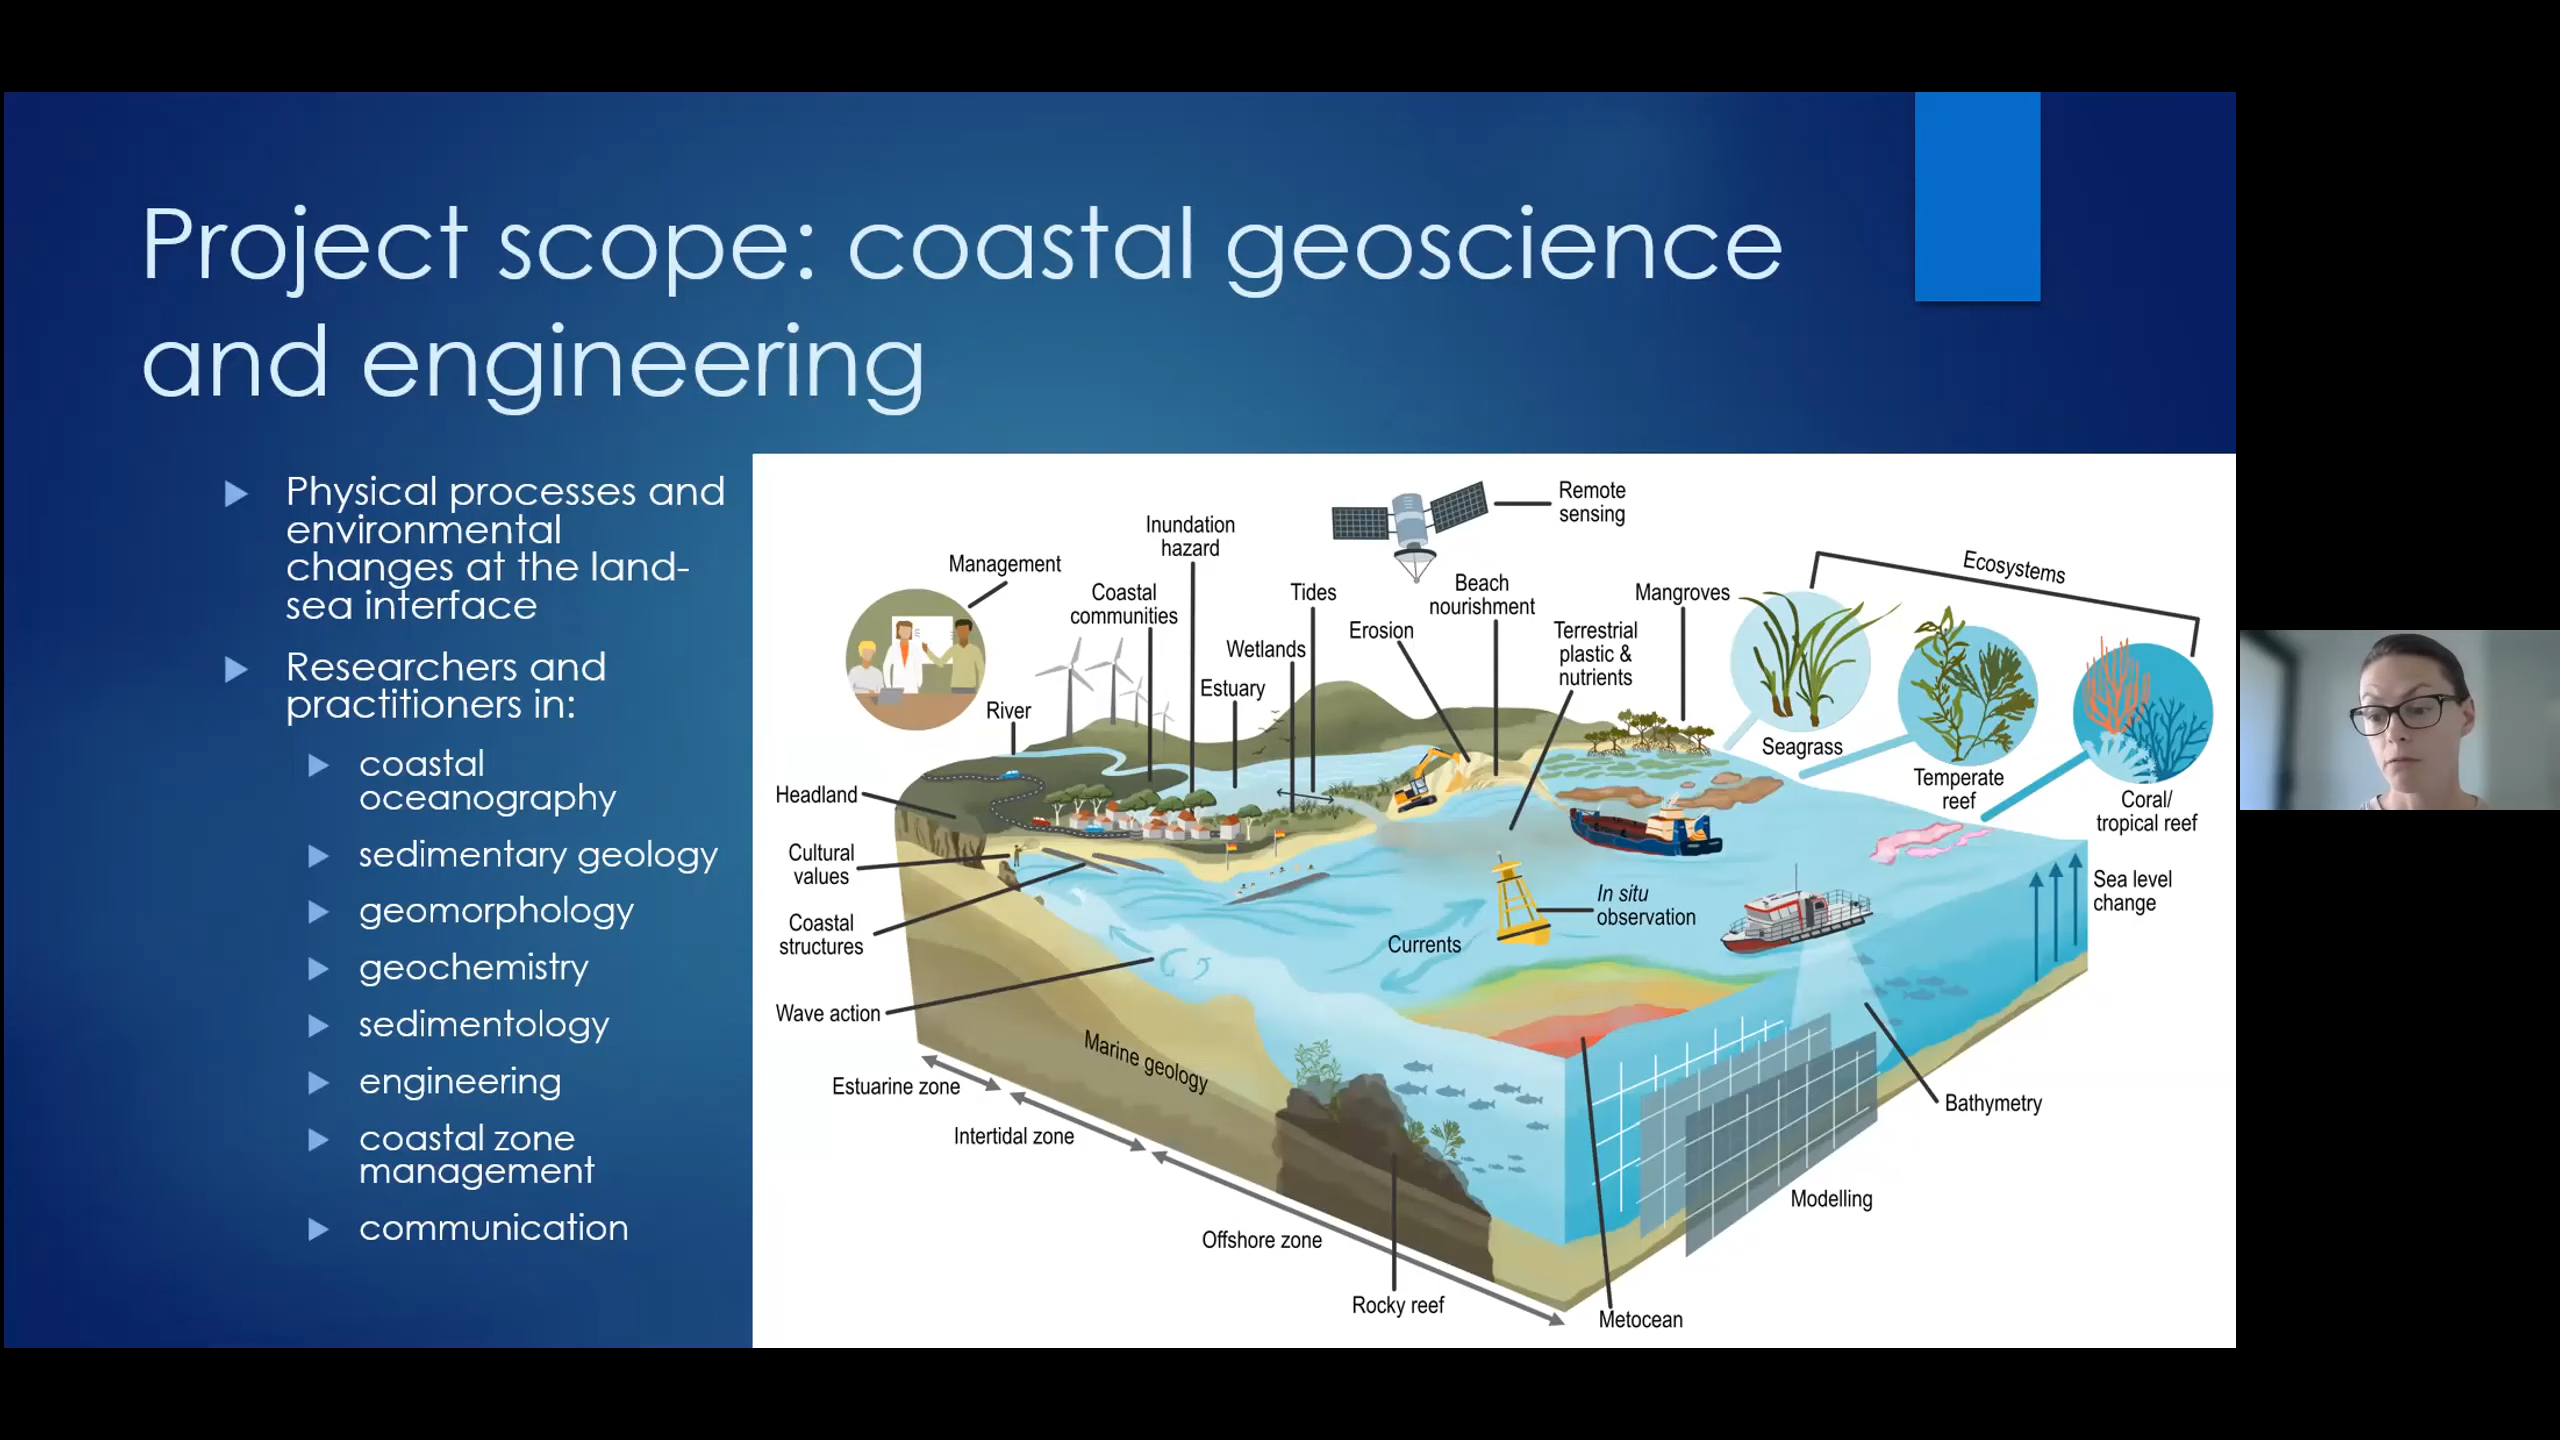 Project scope: coastal geoscience
and engineering
Physical processes and
environmental
changes at the land-
sea interface
Researchers and
practitioners in:
coastal
oceanography
sedimentary geology
geomorphology
geochemistry
sedimentology
engineering
coastal zone
management
communication
Remote
sensing
Inundation
hazard
Management
Coastal
communities
Tides
Beach
nourishment
Mangroves
Ecosystems
Erosion
Terrestrial
plastic &
nutrients
Wetlands
Estuary
River
Seagrass
Temperate
reef
Coral/
tropical reef
Headland
Cultural
values
Coastal
structures
Wave action
In situ
observation
Currents
Sea level
change
Marine geology
Estuarine zone
Intertidal zone
Offshore zone
Rocky reef
Metocean
Modelling
Bathymetry